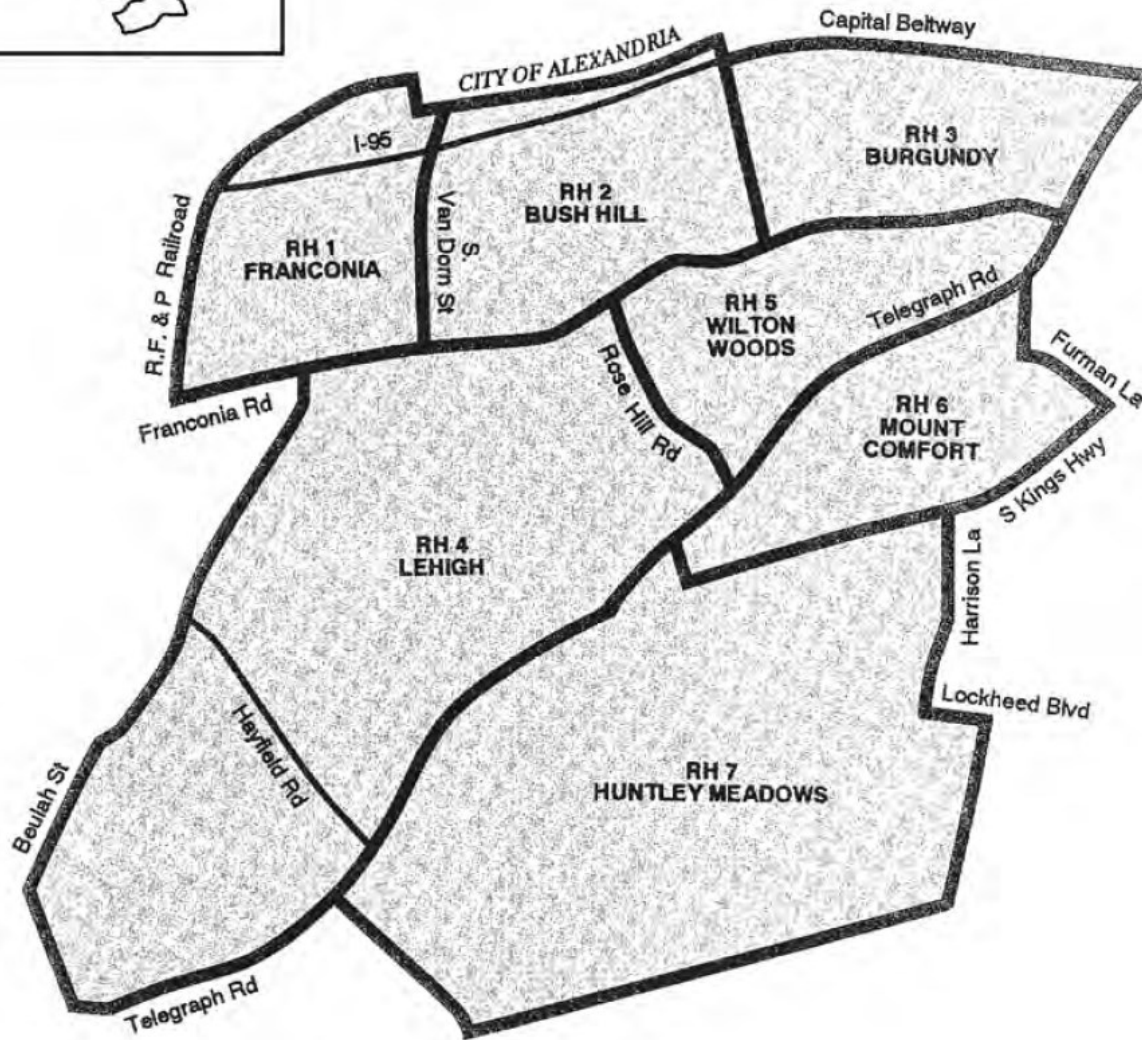 Capital Beltway
CITY OF ALEXANDRIA
I-95
RH 3
BURGUNDY
RH 2
BUSH HILL
R.F. & P Railroad
RH 1
FRANCONIA
S
Van Dorn St
RH 5
WILTON
WOODS
Telegraph Rd
Furman La
Rose Hill Rd
Franconia Rd
RH 6
MOUNT
COMFORT
S Kings Hwy
RH 4
LEHIGH
Harrison La
Lockheed Blvd
Hayfield Rd
RH 7
HUNTLEY MEADOWS
Beulah St
Telegraph Rd